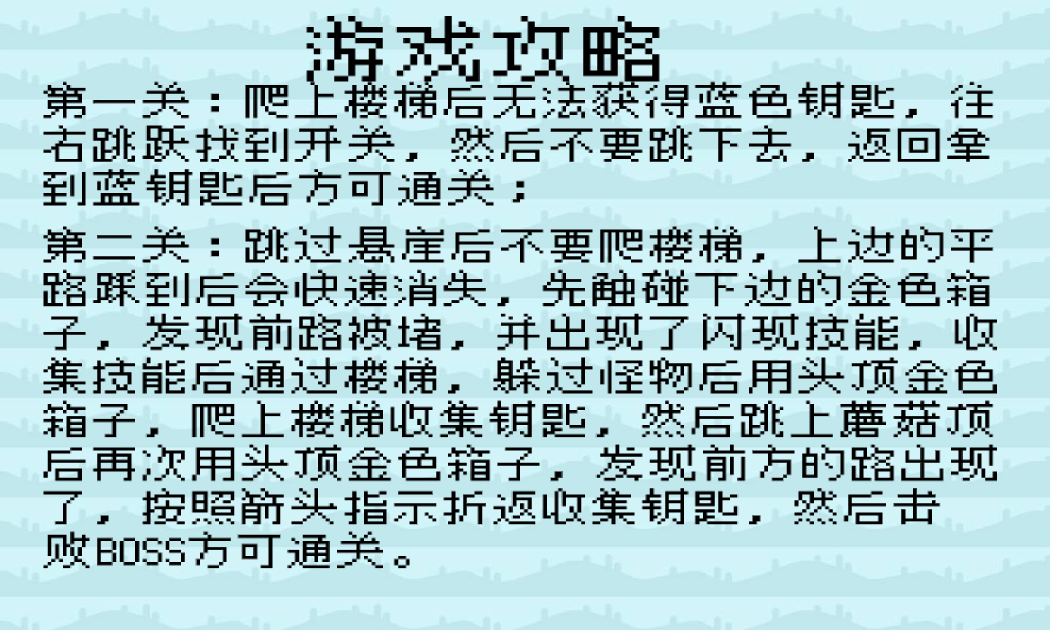 游戏攻略
第一关：爬上楼梯后无法获得蓝色钥匙，往
右跳跃找到开关，然后不要跳下去，返回拿
到蓝钥匙后方可通关；
第二关：跳过悬崖后不要爬楼梯，上边的平
路踩到后会快速消失，先触碰下边的金色箱
子，发现前路被堵，并出现了闪现技能，收
集技能后通过楼梯，躲过怪物后用头顶金色
箱子，爬上楼梯收集钥匙，然后跳上蘑菇顶
后再次用头顶金色箱子，发现前方的路出现
了，按照箭头指示折返收集钥匙，然后击
败BOSS方可通关。